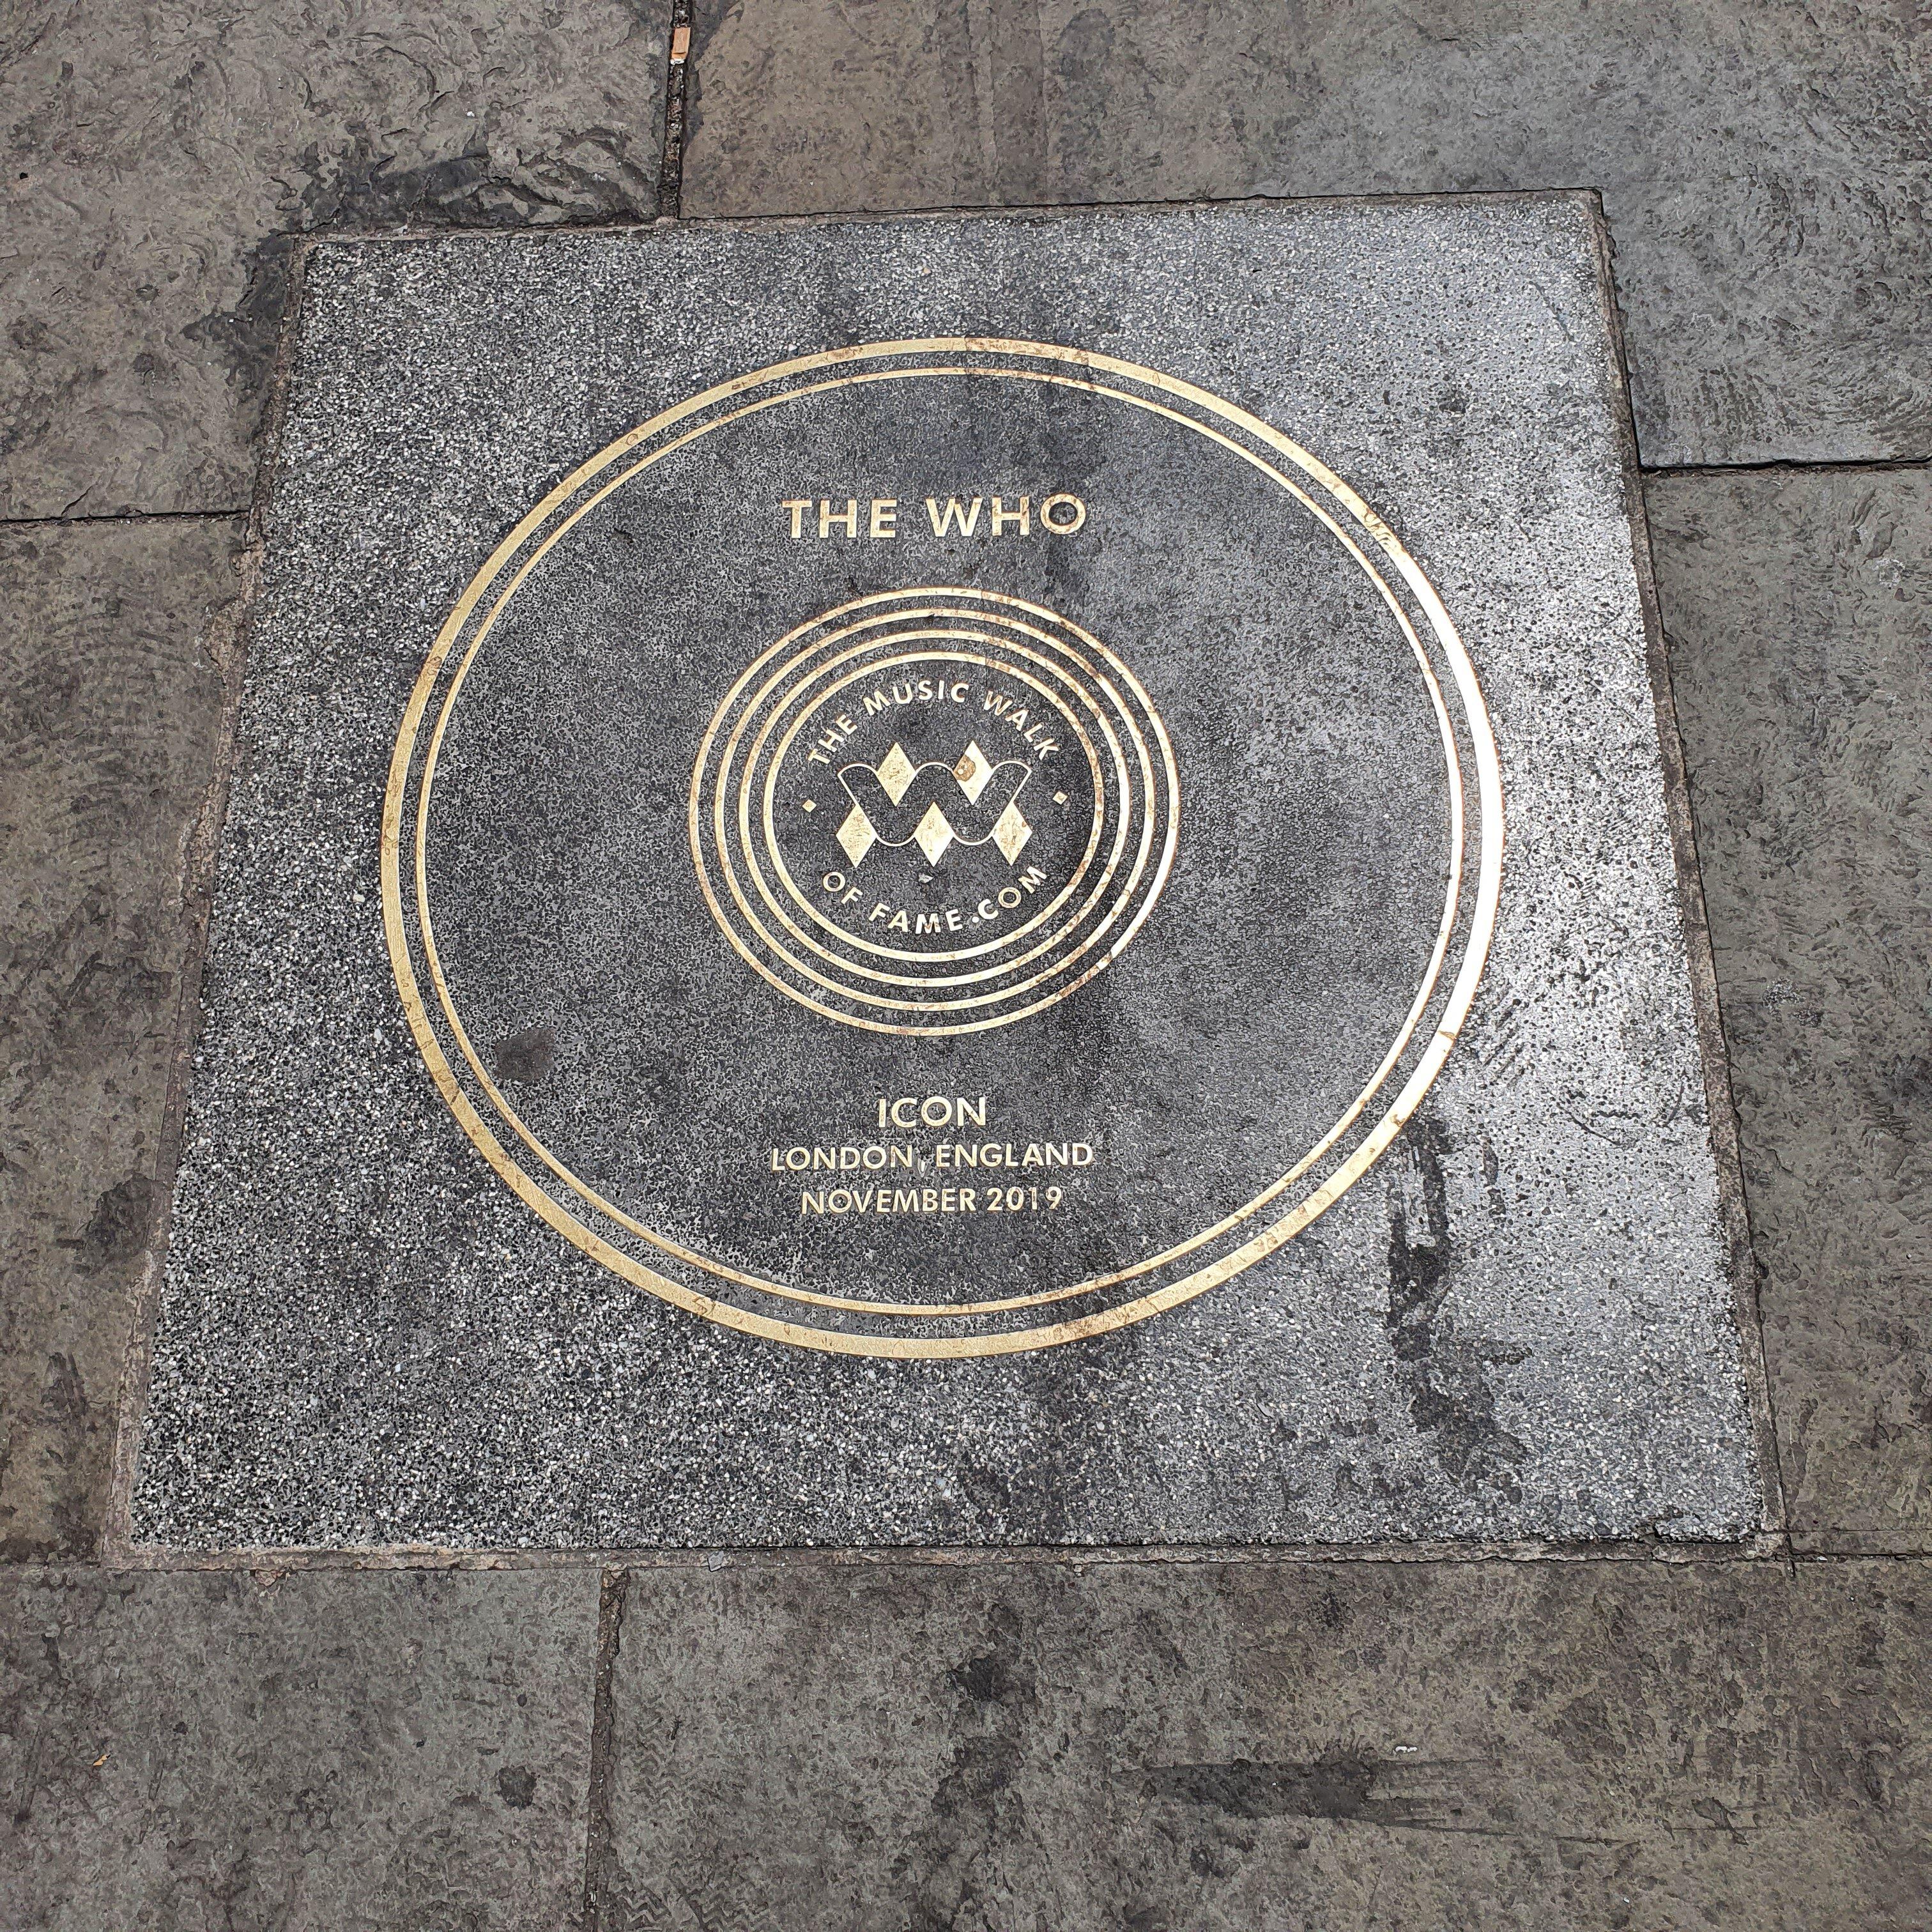 THE WHO
THE MUSIC WALK
OF FAME.COM
ICON
LONDON, ENGLAND
NOVEMBER 2019